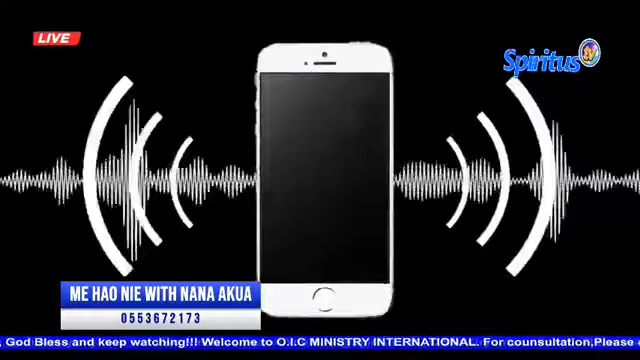 LIVE
Spiritus tv
ME HAO NIE WITH NANA AKUA
0553672173
, God Bless and keep watching!!! Welcome to O.I.C MINISTRY INTERNATIONAL. For counsultation,Please